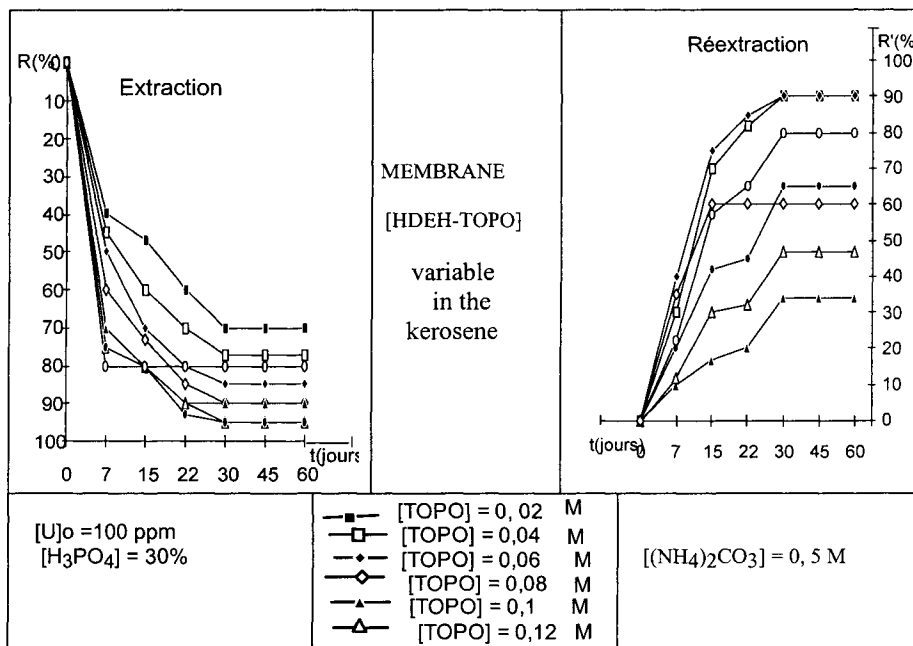 R(%)
0
10
20
30
40
50
60
70
80
90
100
Extraction
t(jours
0 7 15 22 30 45 60
MEMBRANE
[HDEH-TOPO]
variable
in the
kerosene
Réextraction
R'(%
100
90
80
70
60
50
40
30
20
10
0
t(jours)
0 7 15 22 30 45 60
[U]o =100 ppm
[H3PO4] = 30%
[TOPO] = 0, 02 M
[TOPO] = 0,04 M
[TOPO] = 0,06 M
[TOPO] = 0,08 M
[TOPO] = 0,1 M
[TOPO] = 0,12 M
[(NH4)2CO3] = 0, 5 M